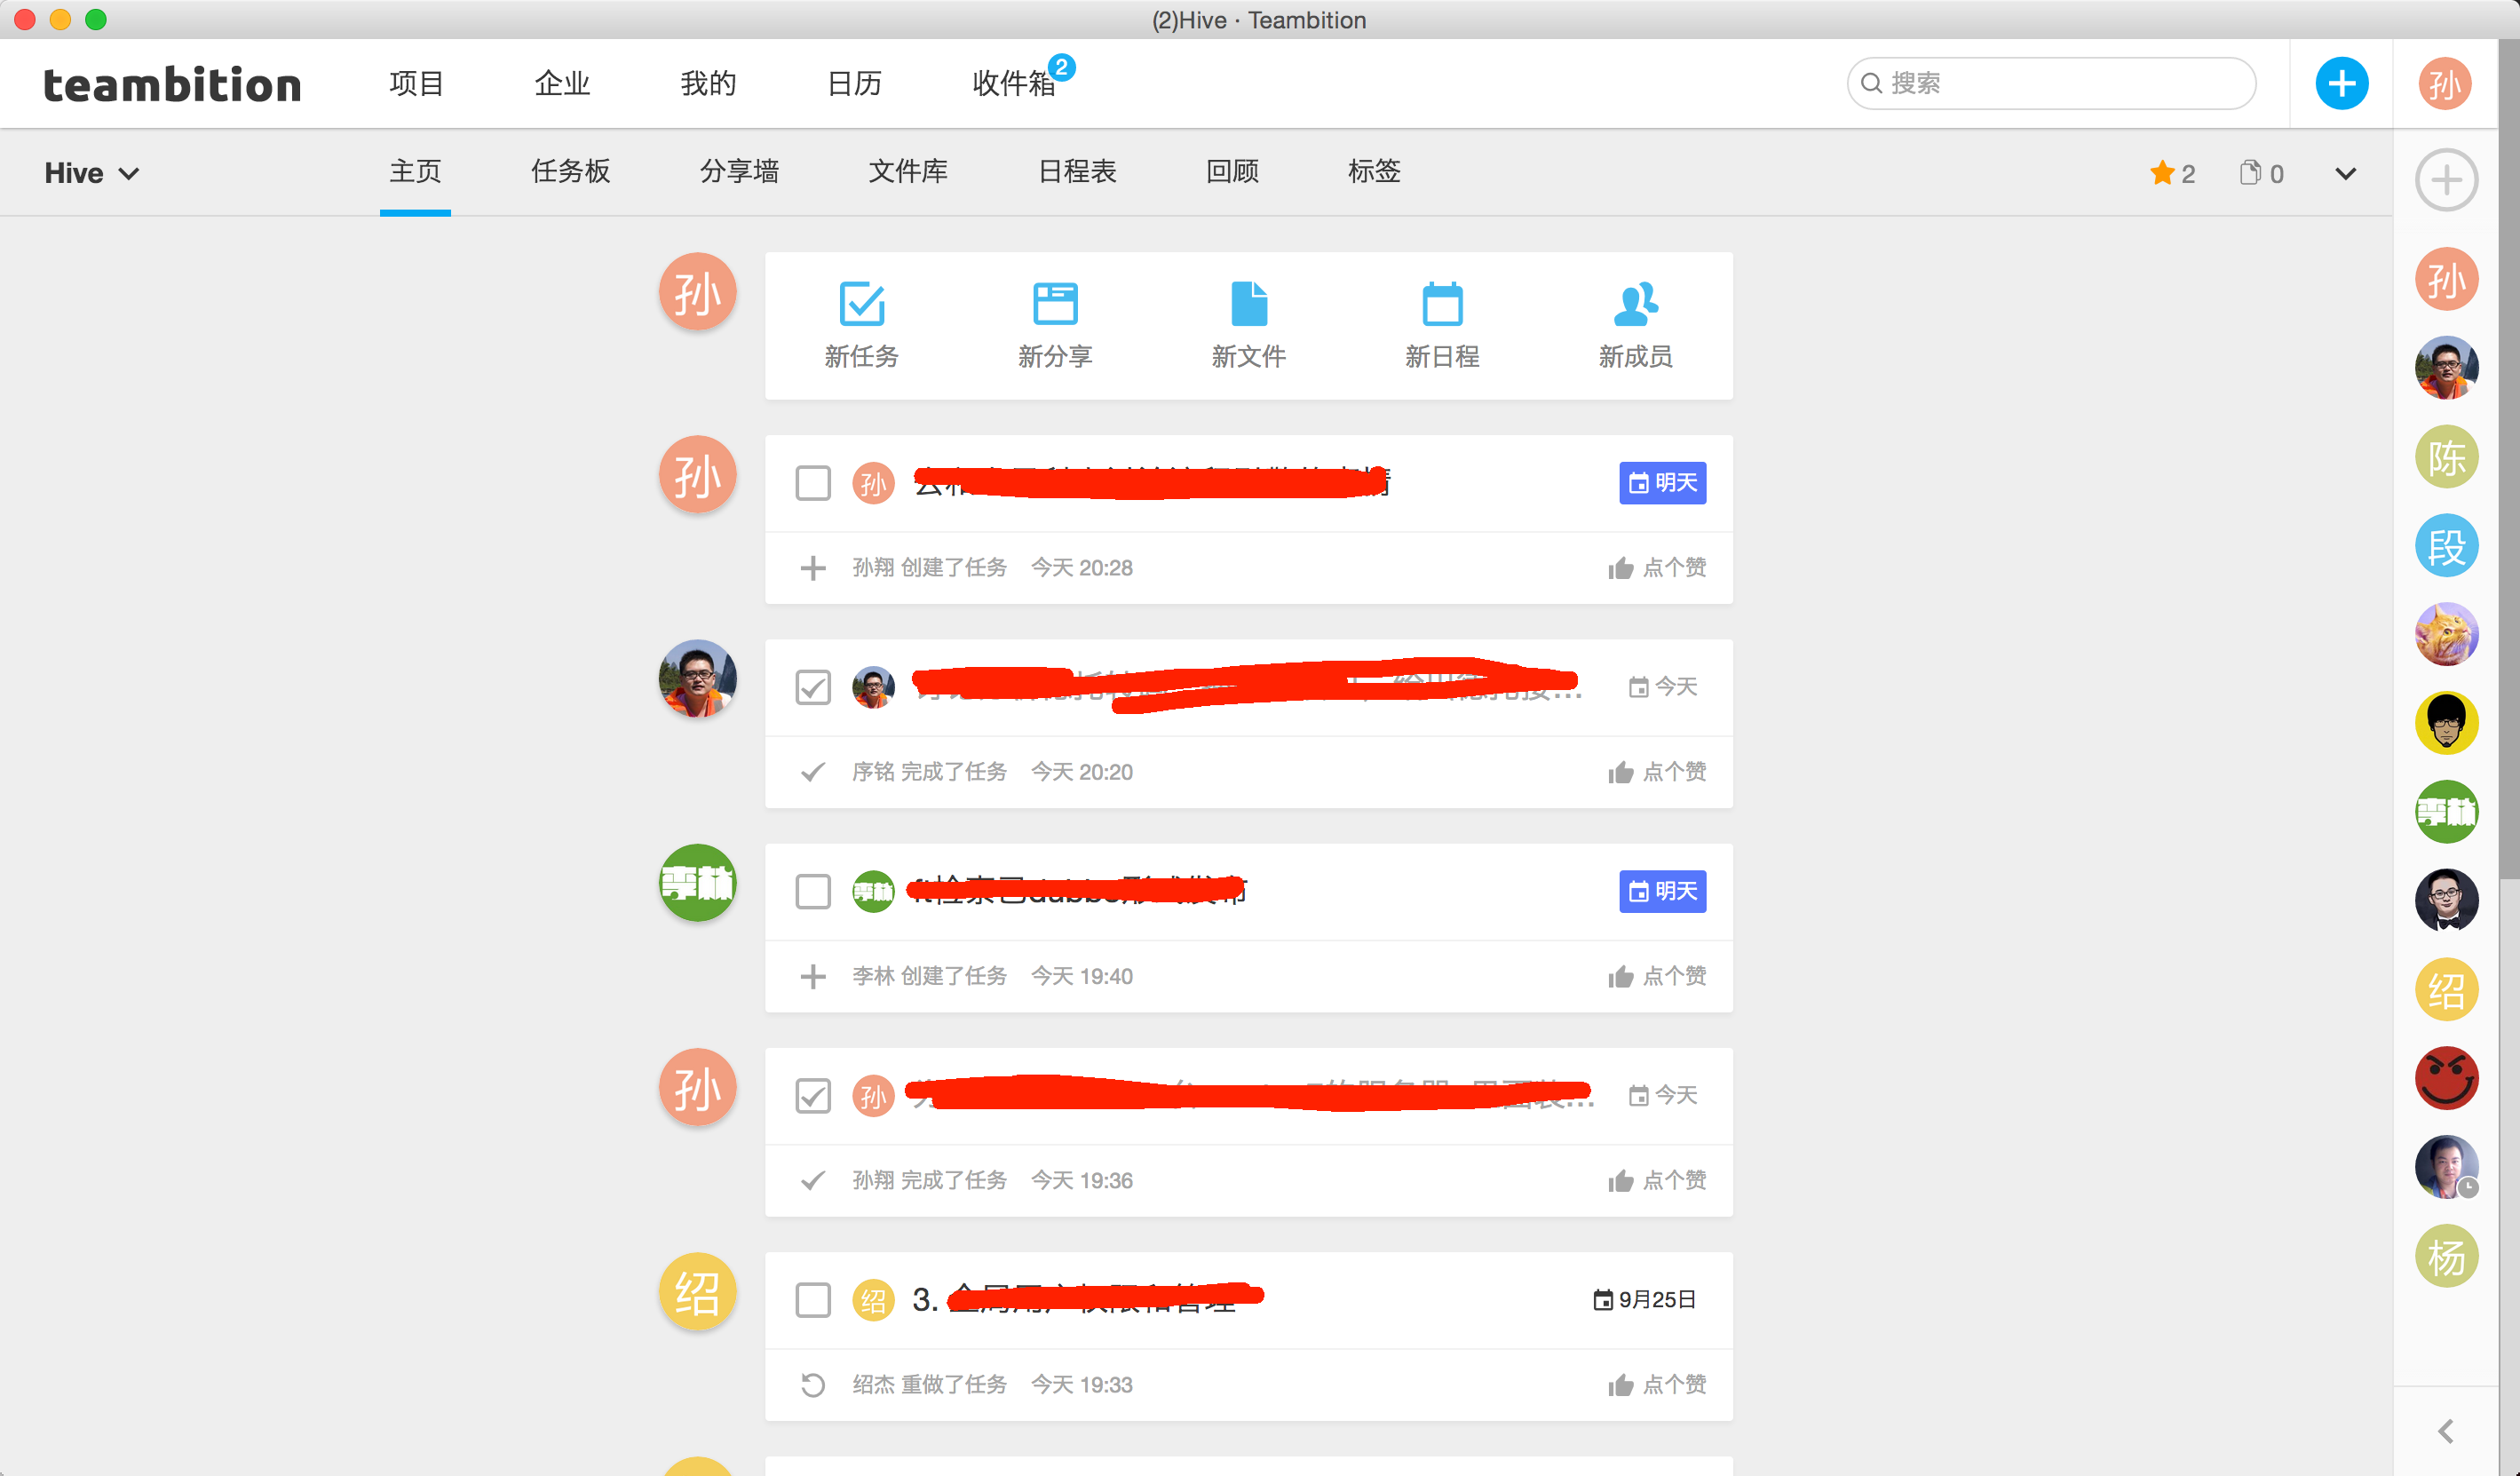 (2)Hive · Teambition
teambition 项目 企业 我的 日历 收件箱 2 搜索 孙
Hive 主页 任务板 分享墙 文件库 日程表 回顾 标签 2 0
孙
新任务 新分享 新文件 新日程 新成员
孙
孙 明天
孙翔 创建了任务 今天 20:28 点个赞
今天
序铭 完成了任务 今天 20:20 点个赞
李林
李林 明天
李林 创建了任务 今天 19:40 点个赞
孙
孙 今天
孙翔 完成了任务 今天 19:36 点个赞
绍
绍 3. 9月25日
绍杰 重做了任务 今天 19:33 点个赞
孙
陈
段
李林
绍
杨